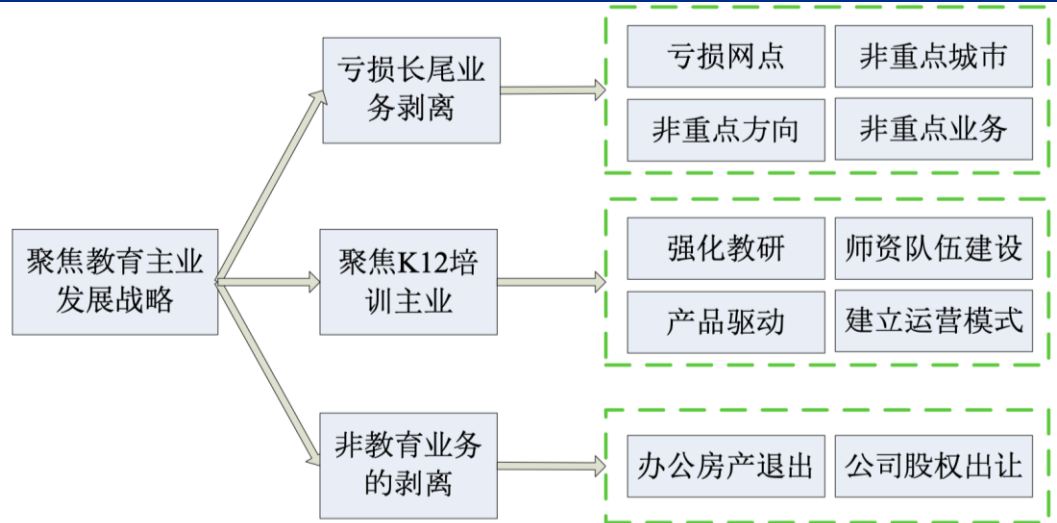 聚焦教育主业
发展战略
亏损长尾业
务剥离
亏损网点
非重点城市
非重点方向
非重点业务
聚焦K12培
训主业
强化教研
师资队伍建设
产品驱动
建立运营模式
非教育业务
的剥离
办公房产退出
公司股权出让